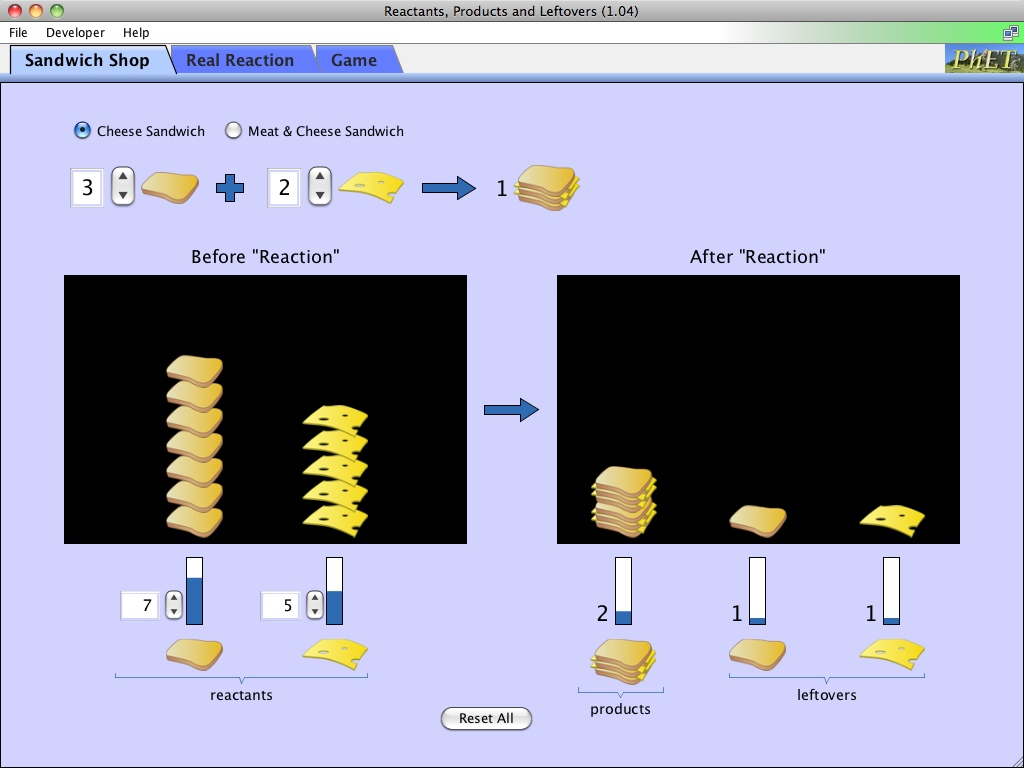 Reactants, Products and Leftovers (1.04)
File Developer Help
Sandwich Shop Real Reaction Game
PhET
Cheese Sandwich Meat & Cheese Sandwich
3 2 1
Before "Reaction" After "Reaction"
7 5 2 1 1
reactants products leftovers
Reset All